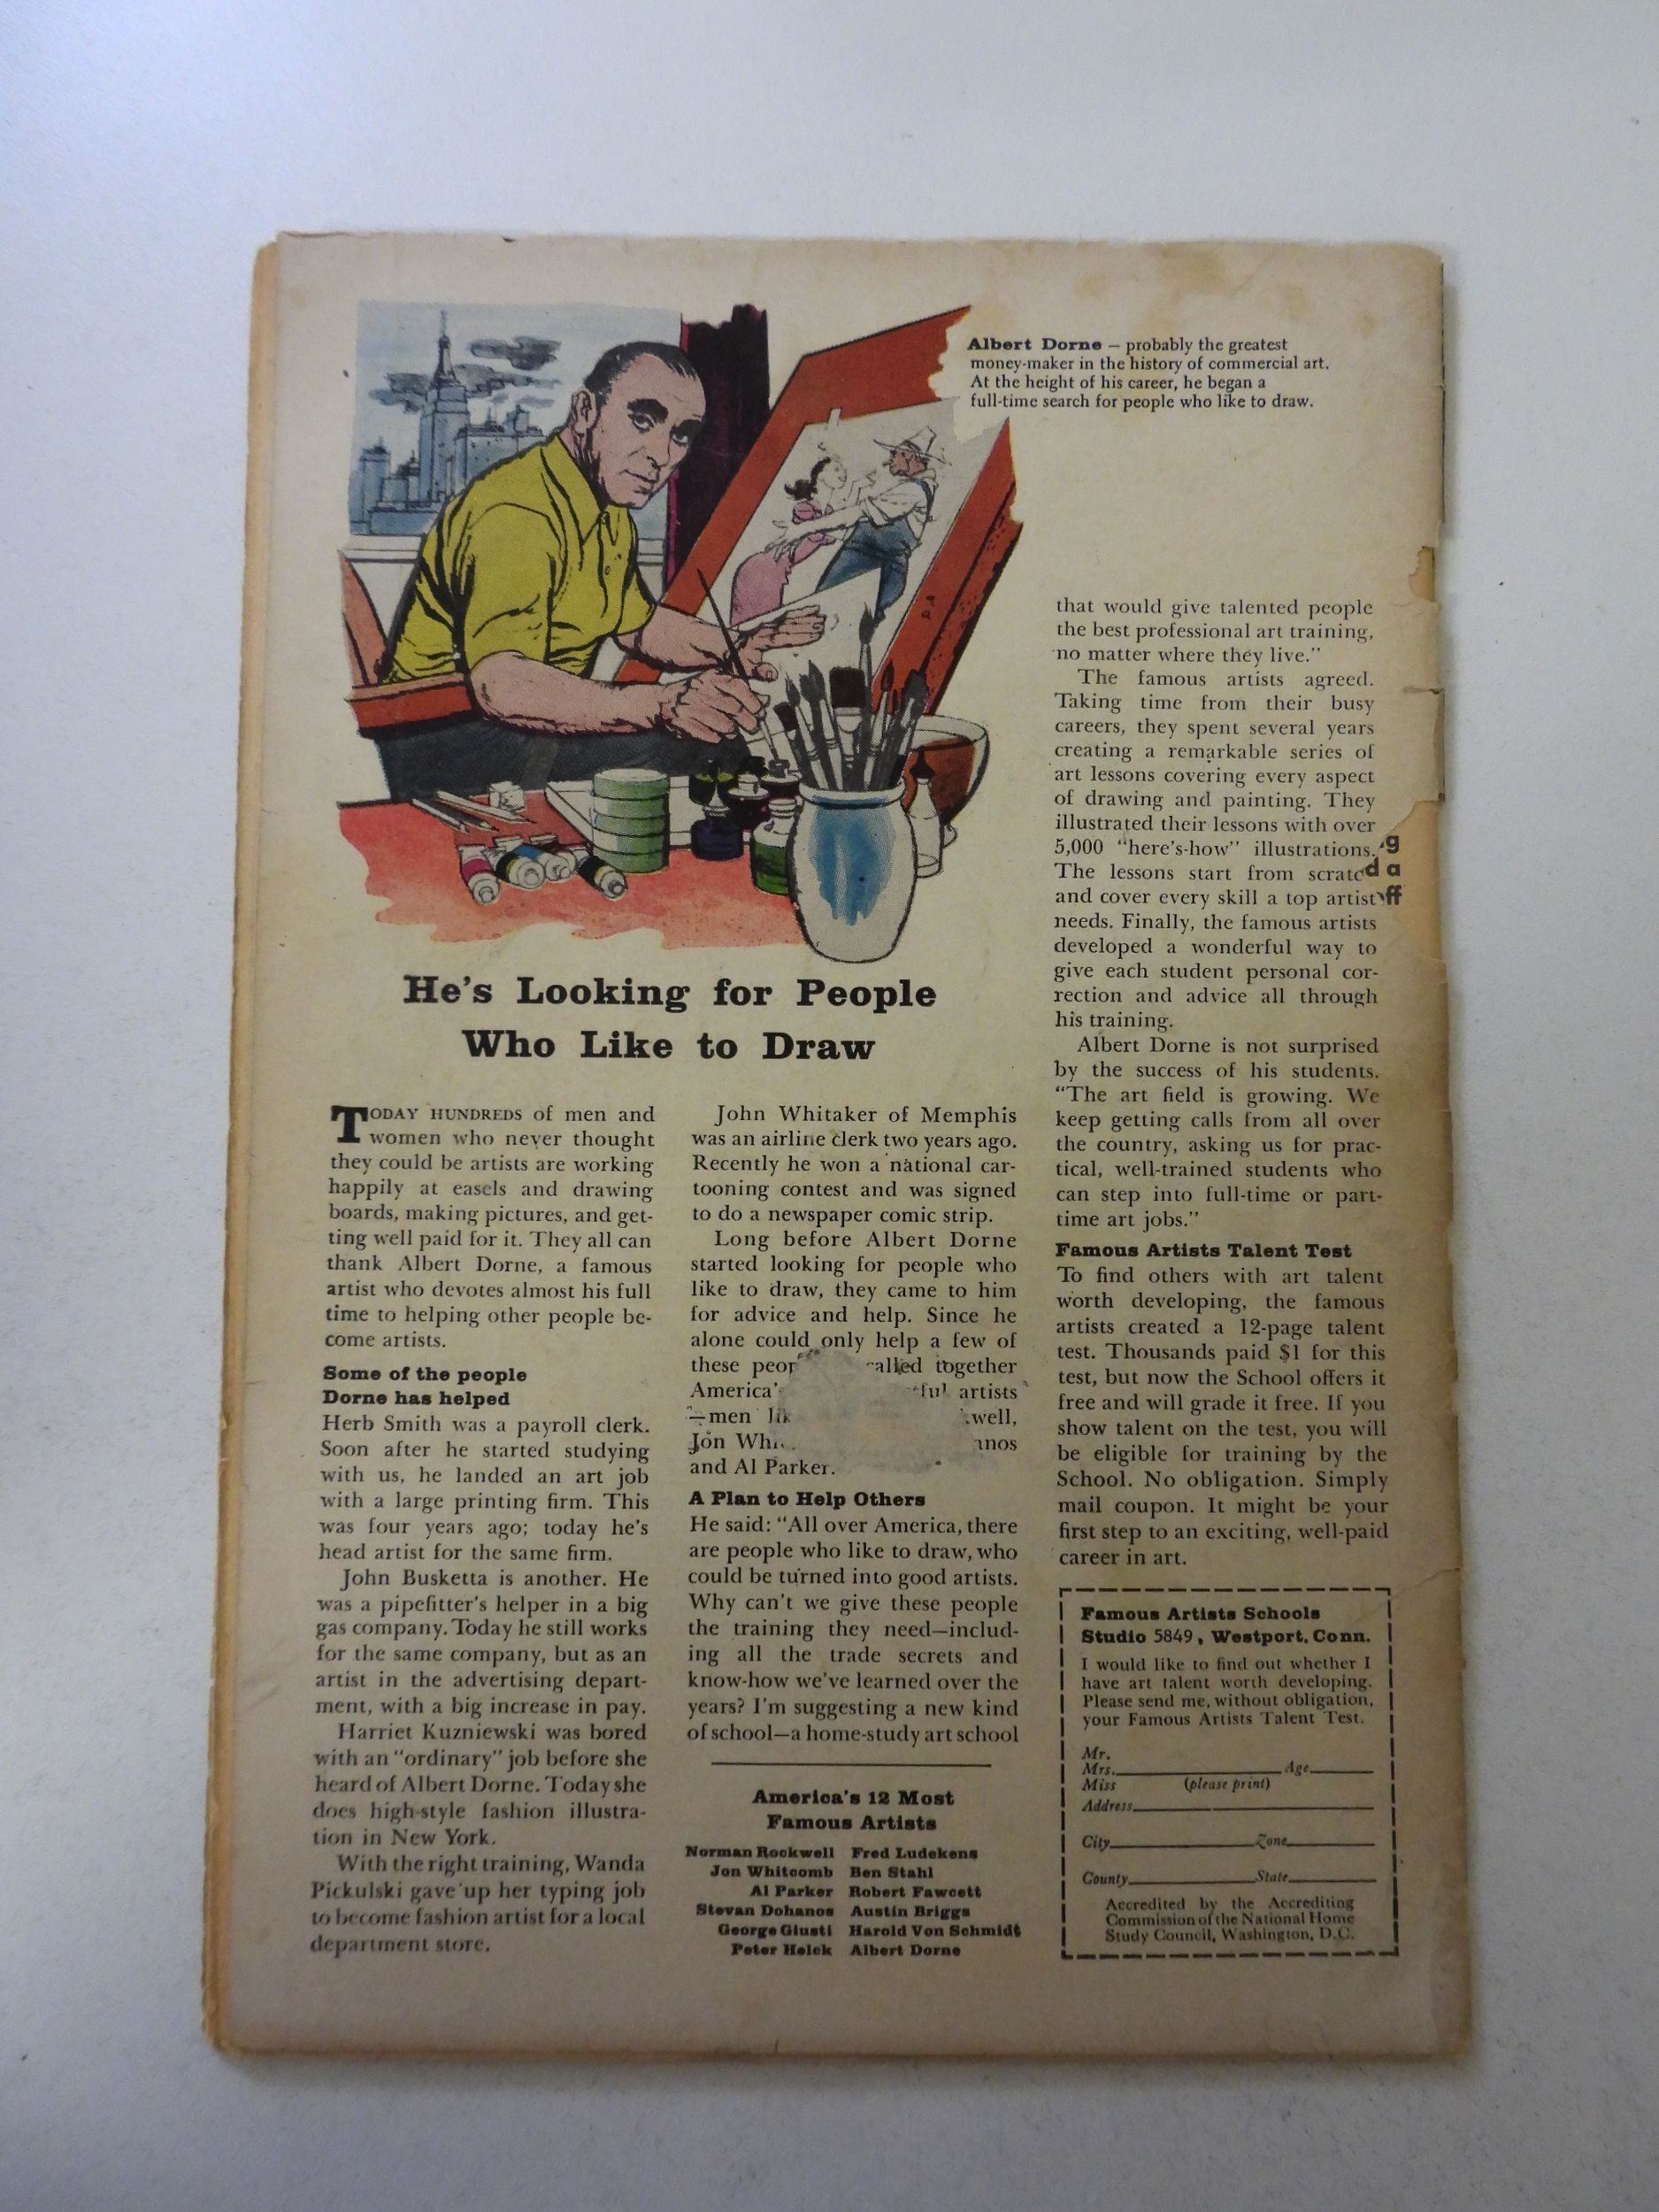 Albert Dorne — probably the greatest
money-maker in the history of commercial art.
At the height of his career, he began a
full-time search for people who like to draw.
He's Looking for People
Who Like to Draw
TODAY HUNDREDS of men and
women who never thought
they could be artists are working
happily at easels and drawing
boards, making pictures, and get-
ting well paid for it. They all can
thank Albert Dorne, a famous
artist who devotes almost his full
time to helping other people be-
come artists.
Some of the people
Dorne has helped
Herb Smith was a payroll clerk.
Soon after he started studying
with us, he landed an art job
with a large printing firm. This
was four years ago; today he's
head artist for the same firm.
John Busketta is another. He
was a pipefitter's helper in a big
gas company. Today he still works
for the same company, but as an
artist in the advertising depart-
ment, with a big increase in pay.
Harriet Kuzniewski was bored
with an "ordinary" job before she
heard of Albert Dorne. Today she
does high-style fashion illustra-
tion in New York.
With the right training, Wanda
Pickulski gave up her typing job
to become fashion artist for a local
department store.
John Whitaker of Memphis
was an airline clerk two years ago.
Recently he won a national car-
tooning contest and was signed
to do a newspaper comic strip.
Long before Albert Dorne
started looking for people who
like to draw, they came to him
for advice and help. Since he
alone could only help a few of
these together
artists
—men
Jon
and Al Parker.
A Plan to Help Others
He said: "All over America, there
are people who like to draw, who
could be turned into good artists.
Why can't we give these people
the training they need—includ-
ing all the trade secrets and
know-how we've learned over the
years? I'm suggesting a new kind
of school—a home-study art school
America's 12 Most
Famous Artists
Norman Rockwell Fred Ludekens
Jon Whitcomb Ben Stahl
Al Parker Robert Fawcett
Stevan Dohanos Austin Briggs
George Giusti Harold Von Schmidt
Peter Helck Albert Dorne
that would give talented people
the best professional art training,
no matter where they live."
The famous artists agreed.
Taking time from their busy
careers, they spent several years
creating a remarkable series of
art lessons covering every aspect
of drawing and painting. They
illustrated their lessons with over
5,000 "here's-how" illustrations. g
The lessons start from d a
and cover every skill a top artist ff
needs. Finally, the famous artists
developed a wonderful way to
give each student personal cor-
rection and advice all through
his training.
Albert Dorne is not surprised
by the success of his students.
"The art field is growing. We
keep getting calls from all over
the country, asking us for prac-
tical, well-trained students who
can step into full-time or part-
time art jobs."
Famous Artists Talent Test
To find others with art talent
worth developing, the famous
artists created a 12-page talent
test. Thousands paid $1 for this
test, but now the School offers it
free and will grade it free. If you
show talent on the test, you will
be eligible for training by the
School. No obligation. Simply
mail coupon. It might be your
first step to an exciting, well-paid
career in art.
Famous Artists Schools
Studio 5849, Westport, Conn.
I would like to find out whether I
have art talent worth developing.
Please send me, without obligation,
your Famous Artists Talent Test.
Mr.
Mrs. Age
Miss (please print)
Address
City Zone
County State
Accredited by the Accrediting
Commission of the National Home
Study Council, Washington, D.C.